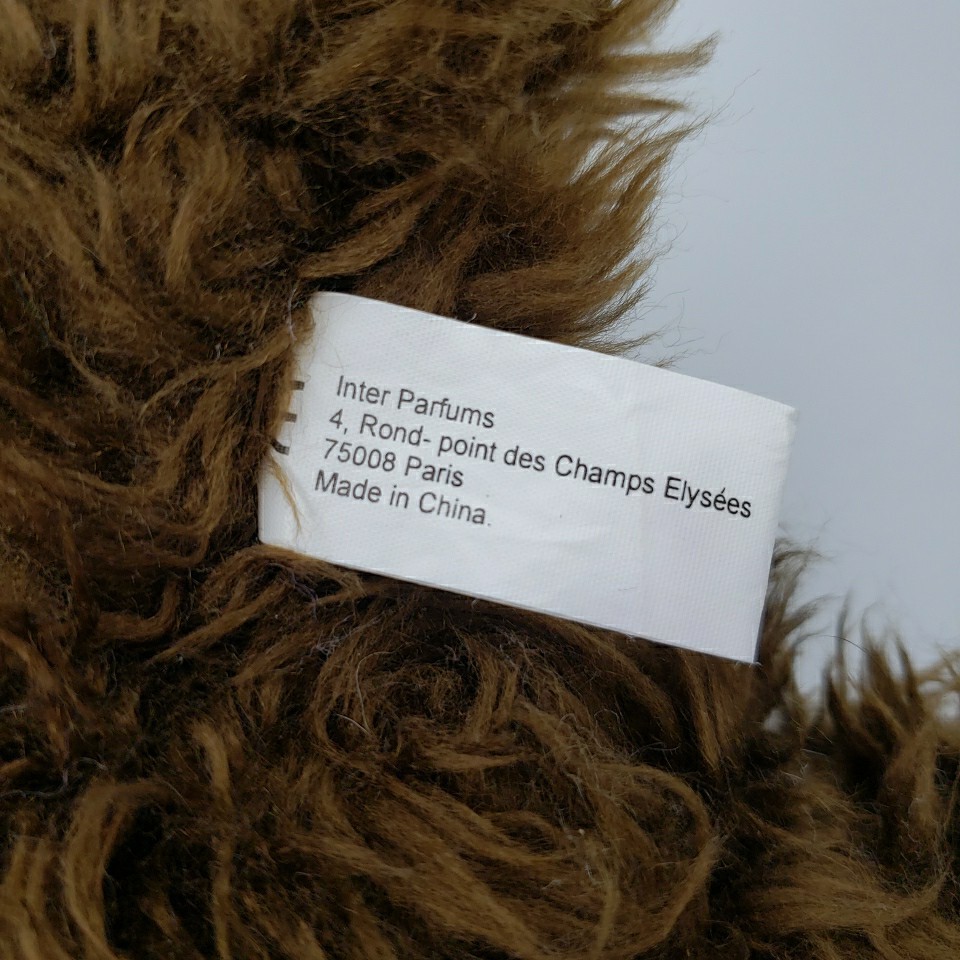 Inter Parfums
4, Rond- point des Champs Elysées
75008 Paris
Made in China.